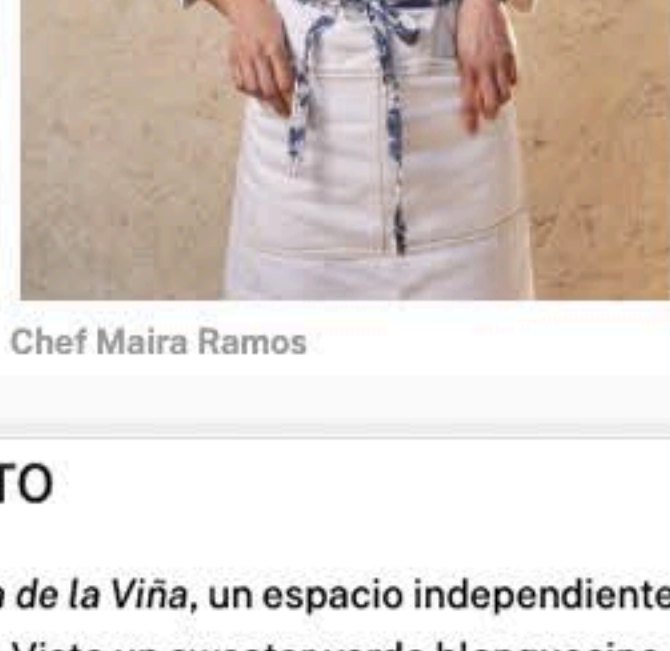 Chef Maira Ramos
TO
de la Viña, un espacio independiente